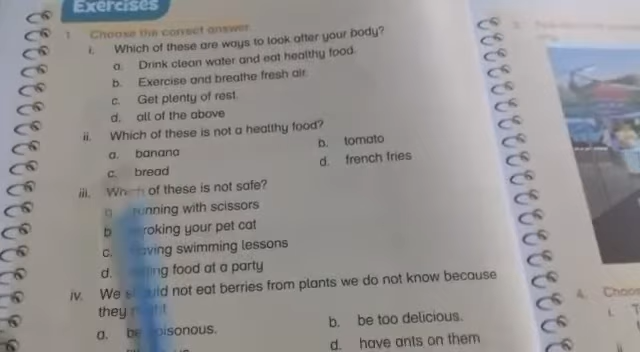 Exercises
1. Choose the correct answer.
i. Which of these are ways to look after your body?
a. Drink clean water and eat healthy food.
b. Exercise and breathe fresh air.
c. Get plenty of rest.
d. all of the above
ii. Which of these is not a healthy food?
a. banana b. tomato
c. bread d. french fries
iii. of these is not safe?
running with scissors
b your pet cat
c. swimming lessons
d. food at a party
iv. We should not eat berries from plants we do not know because
they
a. be poisonous. b. be too delicious.
d. have ants on them
4. Choose
i.